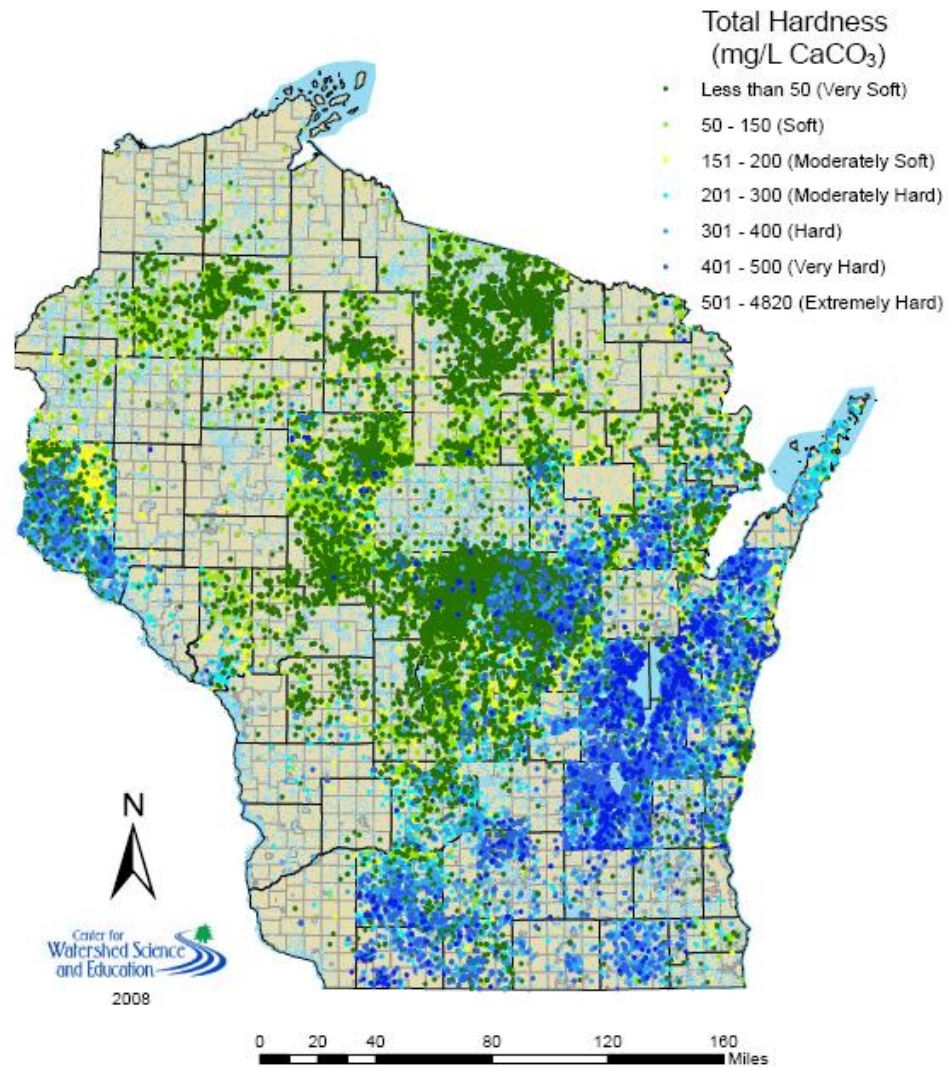 Total Hardness
(mg/L CaCO₃)
Less than 50 (Very Soft)
50 - 150 (Soft)
151 - 200 (Moderately Soft)
201 - 300 (Moderately Hard)
301 - 400 (Hard)
401 - 500 (Very Hard)
501 - 4820 (Extremely Hard)
N
Center for
Watershed Science
and Education
2008
0 20 40 80 120 160
Miles